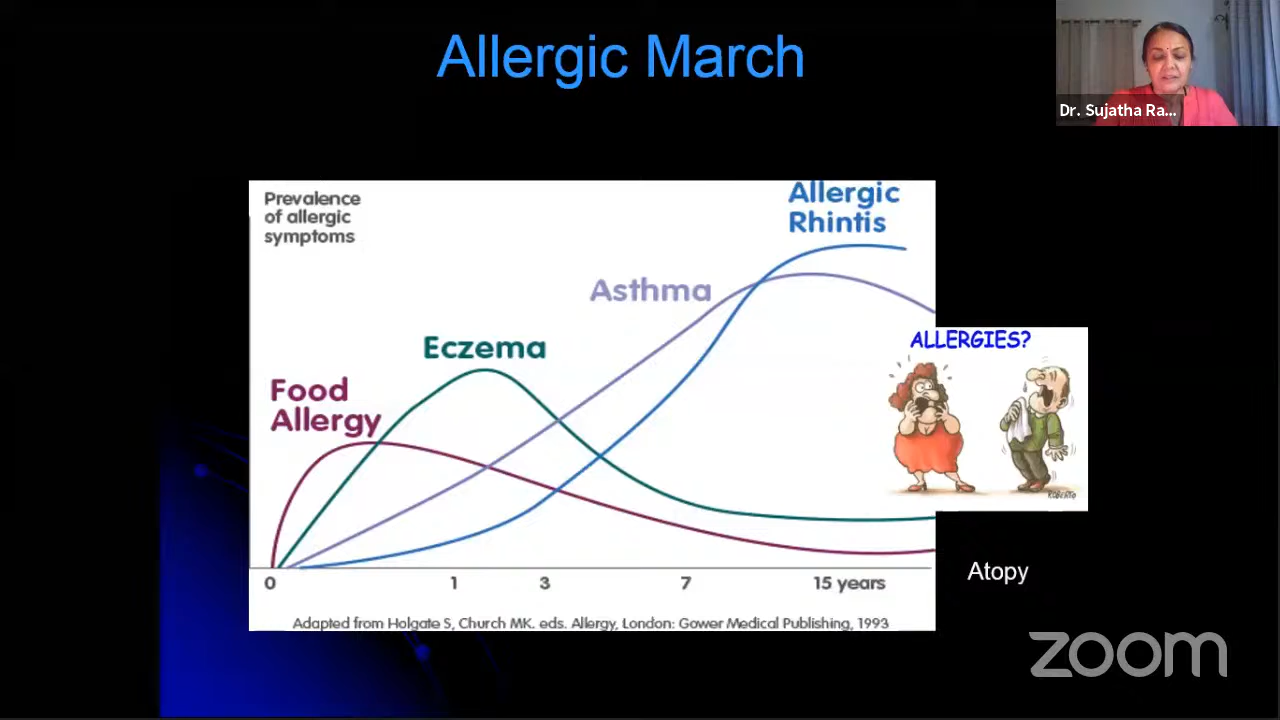 Allergic March
Dr. Sujatha Ra...
Prevalence
of allergic
symptoms
Allergic
Rhintis
Asthma
Eczema
Food
Allergy
ALLERGIES?
ROBERTO
0 1 3 7 15 years
Adapted from Holgate S, Church MK. eds. Allergy, London: Gower Medical Publishing, 1993
Atopy
zoom